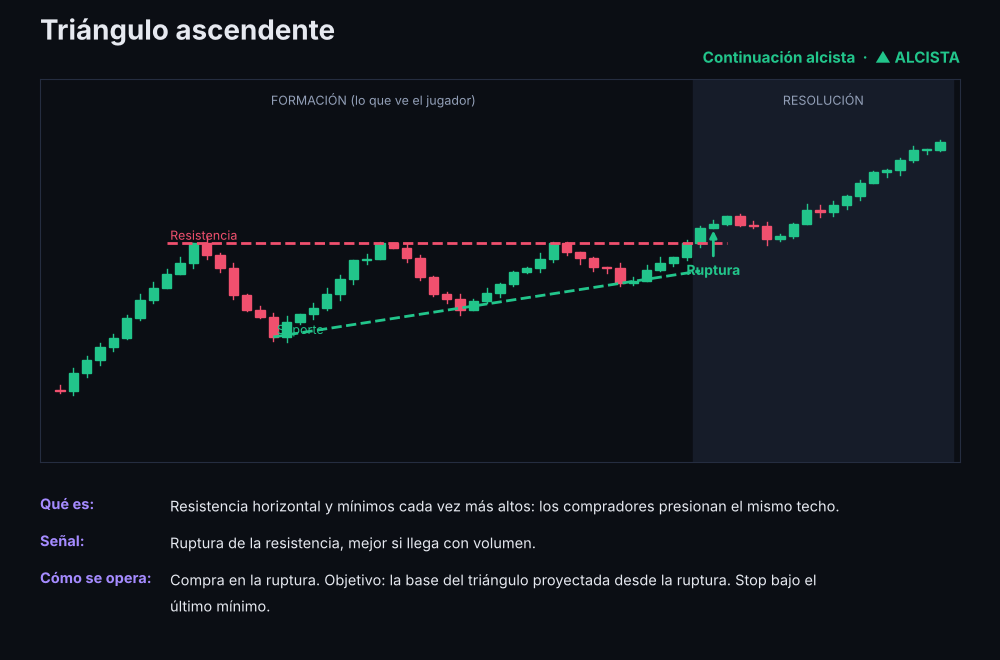 Triángulo ascendente
Continuación alcista · ▲ ALCISTA
FORMACIÓN (lo que ve el jugador)
RESOLUCIÓN
Resistencia
Ruptura
Soporte
Qué es:
Resistencia horizontal y mínimos cada vez más altos: los compradores presionan el mismo techo.
Señal:
Ruptura de la resistencia, mejor si llega con volumen.
Cómo se opera:
Compra en la ruptura. Objetivo: la base del triángulo proyectada desde la ruptura. Stop bajo el
último mínimo.